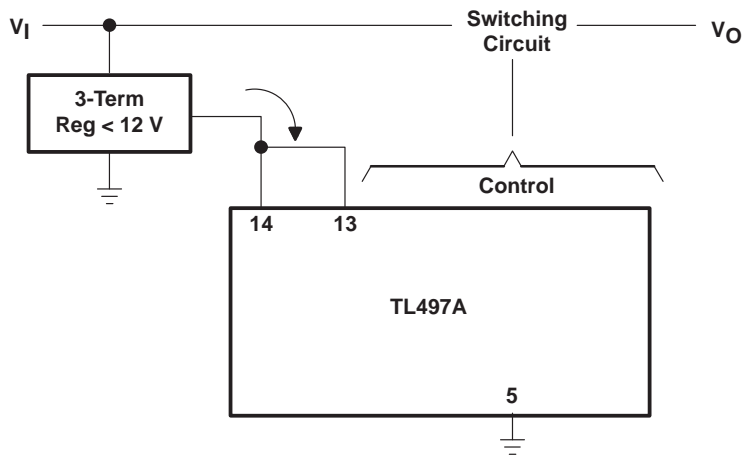 VI
Switching
Circuit
VO
3-Term
Reg < 12 V
Control
14
13
TL497A
5